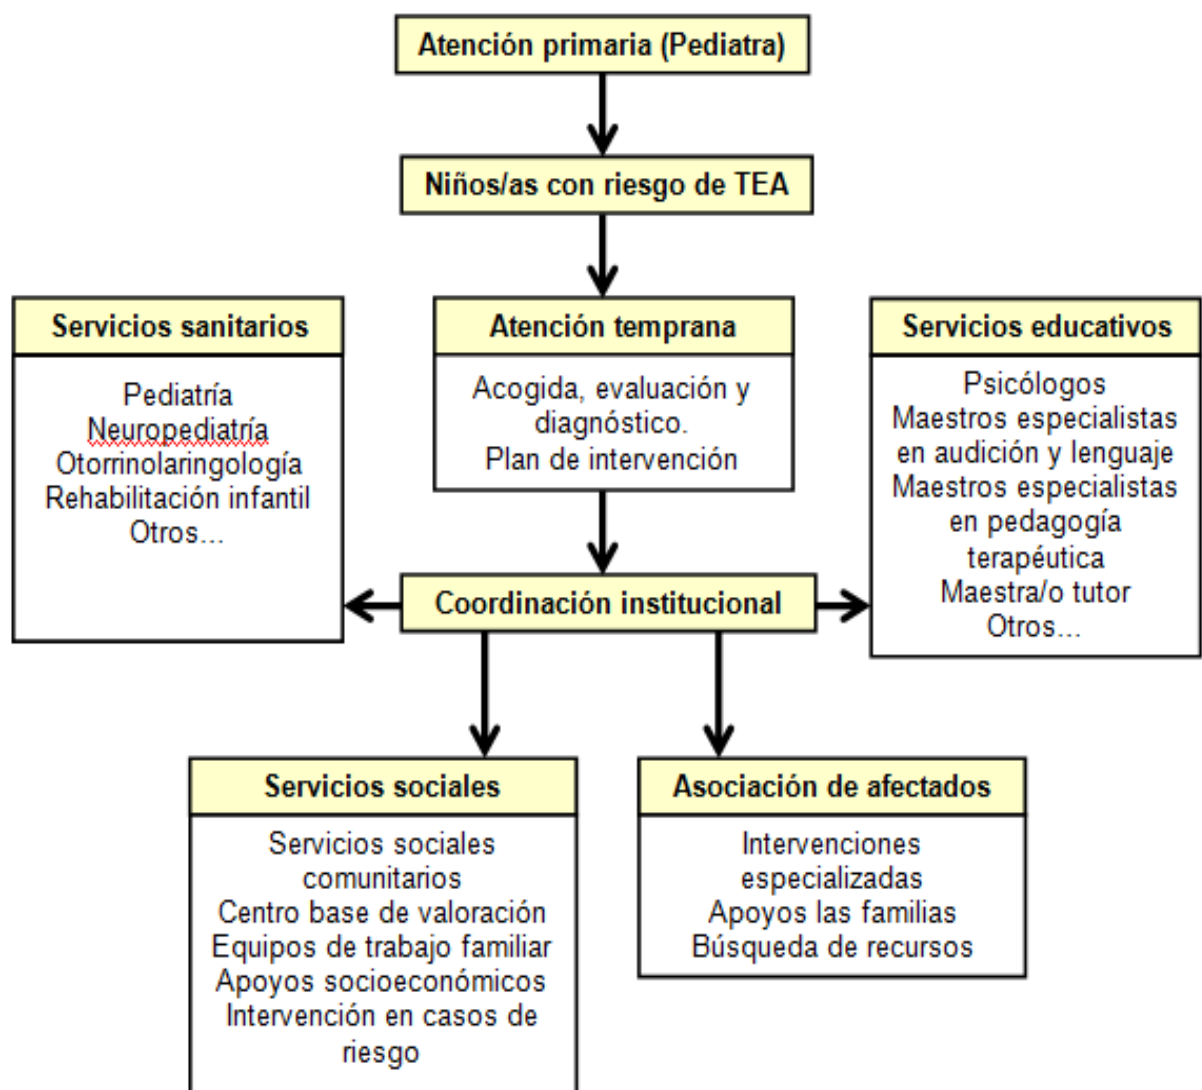 Atención primaria (Pediatra)
Niños/as con riesgo de TEA
Servicios sanitarios
Pediatría
Neuropediatría
Otorrinolaringología
Rehabilitación infantil
Otros...
Atención temprana
Acogida, evaluación y
diagnóstico.
Plan de intervención
Servicios educativos
Psicólogos
Maestros especialistas
en audición y lenguaje
Maestros especialistas
en pedagogía
terapéutica
Maestra/o tutor
Otros...
Coordinación institucional
Servicios sociales
Servicios sociales
comunitarios
Centro base de valoración
Equipos de trabajo familiar
Apoyos socioeconómicos
Intervención en casos de
riesgo
Asociación de afectados
Intervenciones
especializadas
Apoyos las familias
Búsqueda de recursos